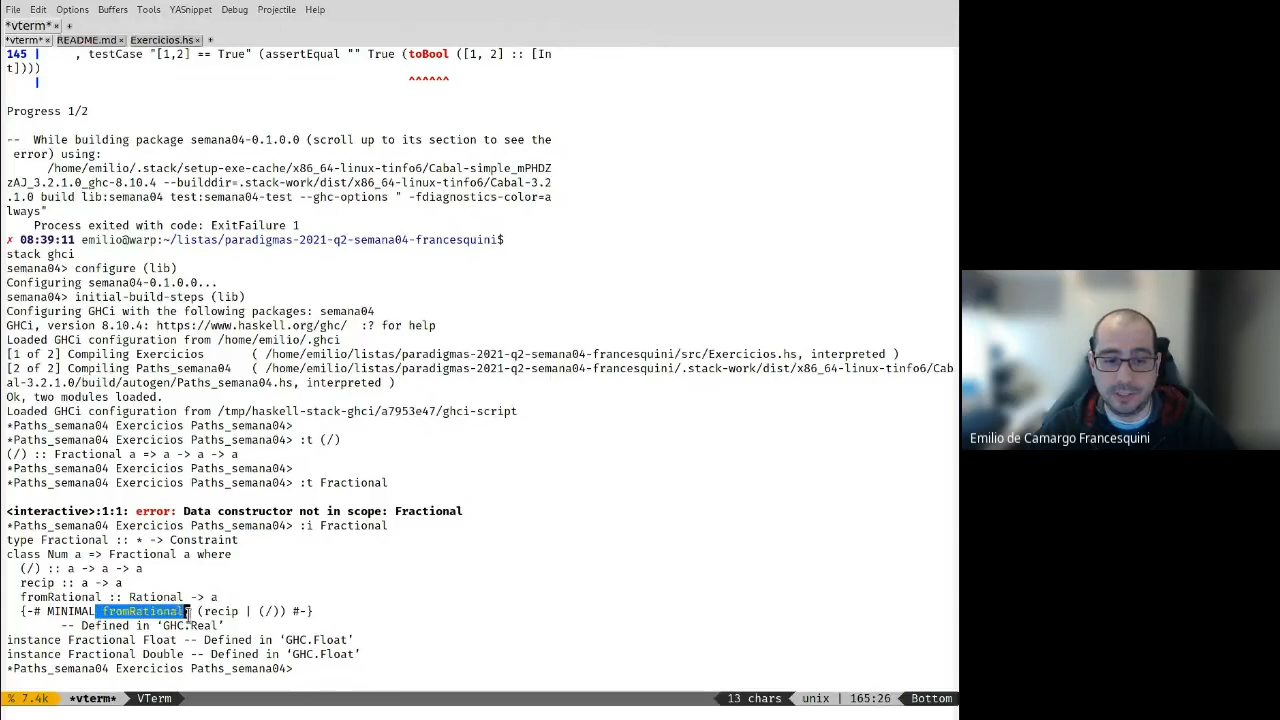 File Edit Options Buffers Tools YASnippet Debug Projectile Help
*vterm*× +
*vterm*× README.md× Exercicios.hs× +
145 |     , testCase "[1,2] == True" (assertEqual "" True (toBool ([1, 2] :: [In
t])))
    |                                                      ^^^^^^
Progress 1/2
--  While building package semana04-0.1.0.0 (scroll up to its section to see the
 error) using:
      /home/emilio/.stack/setup-exe-cache/x86_64-linux-tinfo6/Cabal-simple_mPHDZ
zAJ_3.2.1.0_ghc-8.10.4 --builddir=.stack-work/dist/x86_64-linux-tinfo6/Cabal-3.2
.1.0 build lib:semana04 test:semana04-test --ghc-options " -fdiagnostics-color=a
lways"
    Process exited with code: ExitFailure 1
✗ 08:39:11 emilio@warp:~/listas/paradigmas-2021-q2-semana04-francesquini$
stack ghci
semana04> configure (lib)
Configuring semana04-0.1.0.0...
semana04> initial-build-steps (lib)
Configuring GHCi with the following packages: semana04
GHCi, version 8.10.4: https://www.haskell.org/ghc/  :? for help
Loaded GHCi configuration from /home/emilio/.ghci
[1 of 2] Compiling Exercicios       ( /home/emilio/listas/paradigmas-2021-q2-semana04-francesquini/src/Exercicios.hs, interpreted )
[2 of 2] Compiling Paths_semana04   ( /home/emilio/listas/paradigmas-2021-q2-semana04-francesquini/.stack-work/dist/x86_64-linux-tinfo6/Cab
al-3.2.1.0/build/autogen/Paths_semana04.hs, interpreted )
Ok, two modules loaded.
Loaded GHCi configuration from /tmp/haskell-stack-ghci/a7953e47/ghci-script
*Paths_semana04 Exercicios Paths_semana04>
*Paths_semana04 Exercicios Paths_semana04> :t (/)
(/) :: Fractional a => a -> a -> a
*Paths_semana04 Exercicios Paths_semana04>
*Paths_semana04 Exercicios Paths_semana04> :t Fractional
<interactive>:1:1: error: Data constructor not in scope: Fractional
*Paths_semana04 Exercicios Paths_semana04> :i Fractional
type Fractional :: * -> Constraint
class Num a => Fractional a where
  (/) :: a -> a -> a
  recip :: a -> a
  fromRational :: Rational -> a
  {-# MINIMAL fromRational, (recip | (/)) #-}
        -- Defined in ‘GHC.Real’
instance Fractional Float -- Defined in ‘GHC.Float’
instance Fractional Double -- Defined in ‘GHC.Float’
*Paths_semana04 Exercicios Paths_semana04>
% 7.4k *vterm* VTerm 13 chars unix | 165:26 Bottom
Emilio de Camargo Francesquini